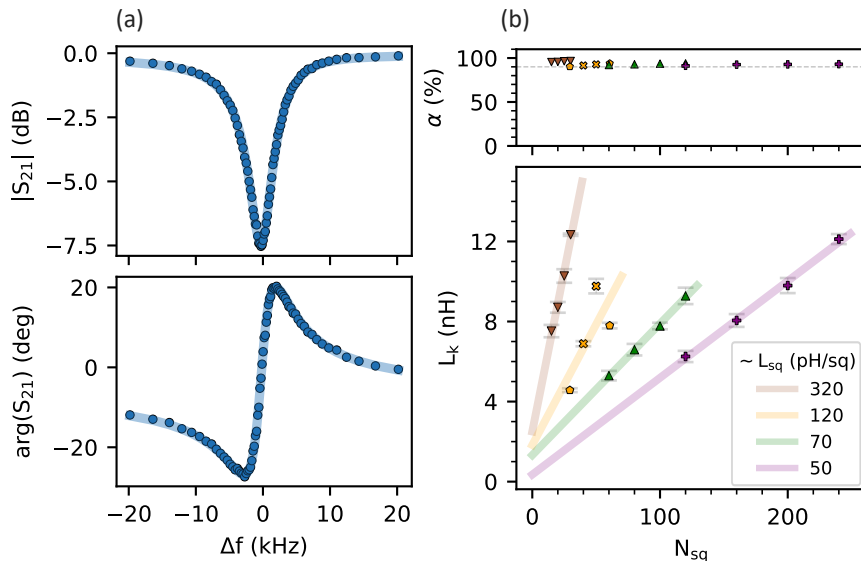 (a)
0.0
−2.5
−5.0
−7.5
|S21| (dB)
20
0
−20
arg(S21) (deg)
−20
−10
0
10
20
Δf (kHz)
(b)
100
50
0
α (%)
12
8
4
0
Lk (nH)
0
100
200
Nsq
~ Lsq (pH/sq)
320
120
70
50